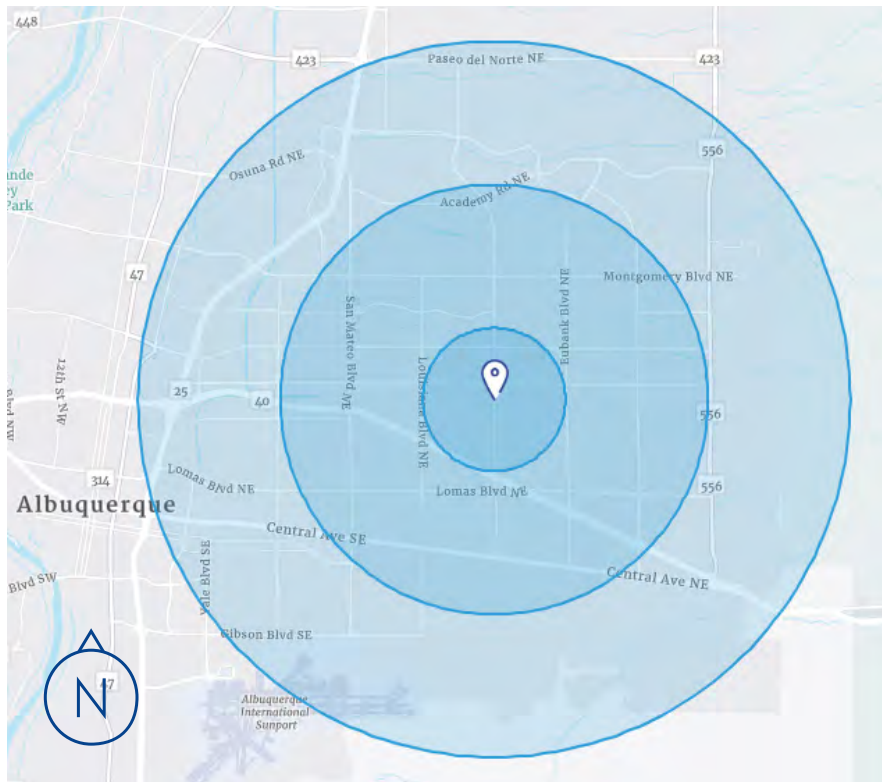 448
423
Paseo del Norte NE
423
556
Osuna Rd NE
Academy Rd NE
ande
ey
Park
47
Montgomery Blvd NE
San Mateo Blvd NE
Eubank Blvd NE
Louisiana Blvd NE
12th St NW
25
40
556
Blvd NW
314
Lomas Blvd NE
Lomas Blvd NE
556
Albuquerque
Central Ave SE
Central Ave NE
Yale Blvd SE
Blvd SW
Gibson Blvd SE
47
N
Albuquerque
International
Sunport